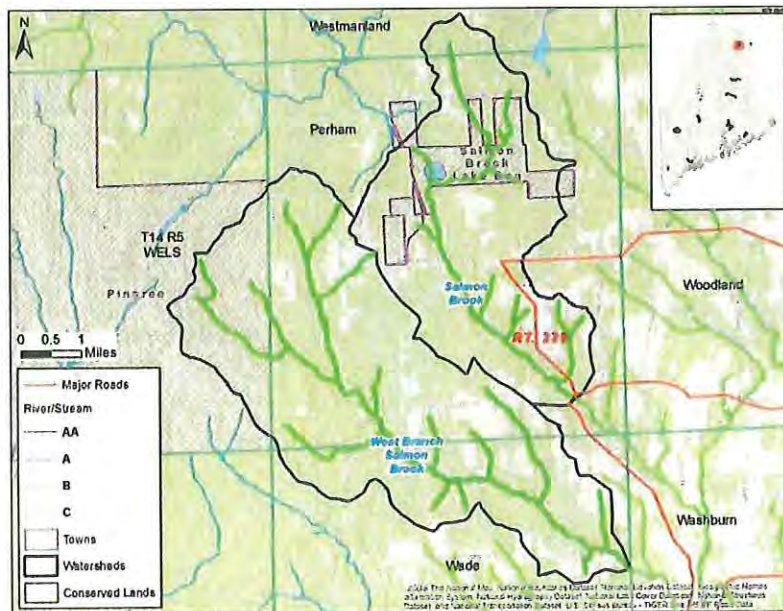 N
Westmanland
Perham
Salmon
Brook
Lake Bog
T14 R5
WELS
Pingree
Woodland
Salmon
Brook
RT. 228
0 0.5 1
Miles
Major Roads
River/Stream
AA
A
B
C
Towns
Watersheds
Conserved Lands
West Branch
Salmon
Brook
Washburn
Wade